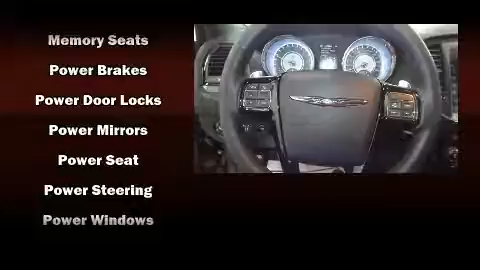 Memory Seats
Power Brakes
Power Door Locks
Power Mirrors
Power Seat
Power Steering
Power Windows